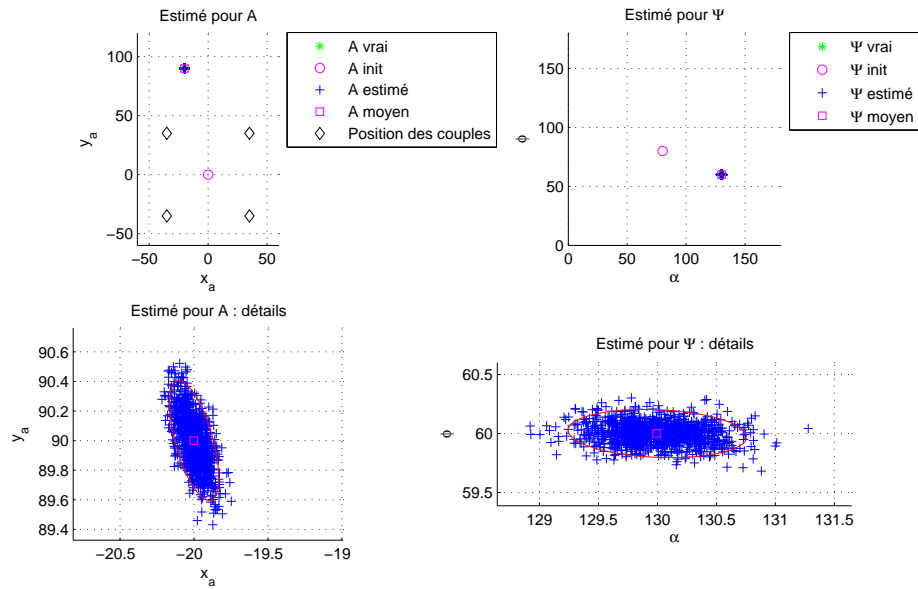 Estimé pour A
100
50
0
−50
y_a
−50
0
50
x_a
A vrai
A init
A estimé
A moyen
Position des couples
Estimé pour Ψ
150
100
50
0
ϕ
0
50
100
150
α
Ψ vrai
Ψ init
Ψ estimé
Ψ moyen
Estimé pour A : détails
90.6
90.4
90.2
90
89.8
89.6
89.4
y_a
−20.5
−20
−19.5
−19
x_a
Estimé pour Ψ : détails
60.5
60
59.5
ϕ
129
129.5
130
130.5
131
131.5
α